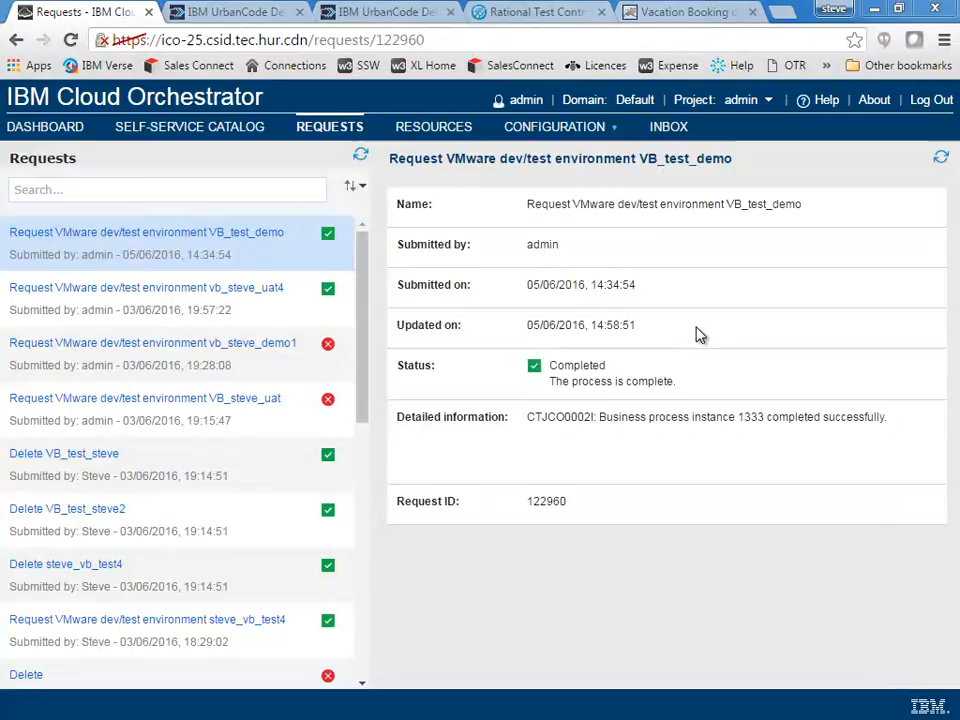 Requests - IBM Clou
IBM UrbanCode De
IBM UrbanCode De
Rational Test Contr
Vacation Booking on
steve
https://ico-25.csid.tec.hur.cdn/requests/122960
Apps
IBM Verse
Sales Connect
Connections
w3 SSW
XL Home
SalesConnect
Licences
w3 Expense
Help
OTR
»
Other bookmarks
IBM Cloud Orchestrator
admin | Domain: Default | Project: admin | Help | About | Log Out
DASHBOARD SELF-SERVICE CATALOG REQUESTS RESOURCES CONFIGURATION INBOX
Requests
Search...
Request VMware dev/test environment VB_test_demo
Submitted by: admin - 05/06/2016, 14:34:54
Request VMware dev/test environment vb_steve_uat4
Submitted by: admin - 03/06/2016, 19:57:22
Request VMware dev/test environment vb_steve_demo1
Submitted by: admin - 03/06/2016, 19:28:08
Request VMware dev/test environment VB_steve_uat
Submitted by: admin - 03/06/2016, 19:15:47
Delete VB_test_steve
Submitted by: Steve - 03/06/2016, 19:14:51
Delete VB_test_steve2
Submitted by: Steve - 03/06/2016, 19:14:51
Delete steve_vb_test4
Submitted by: Steve - 03/06/2016, 19:14:51
Request VMware dev/test environment steve_vb_test4
Submitted by: Steve - 03/06/2016, 18:29:02
Delete
Request VMware dev/test environment VB_test_demo
Name: Request VMware dev/test environment VB_test_demo
Submitted by: admin
Submitted on: 05/06/2016, 14:34:54
Updated on: 05/06/2016, 14:58:51
Status: Completed
The process is complete.
Detailed information: CTJCO0002I: Business process instance 1333 completed successfully.
Request ID: 122960
IBM.